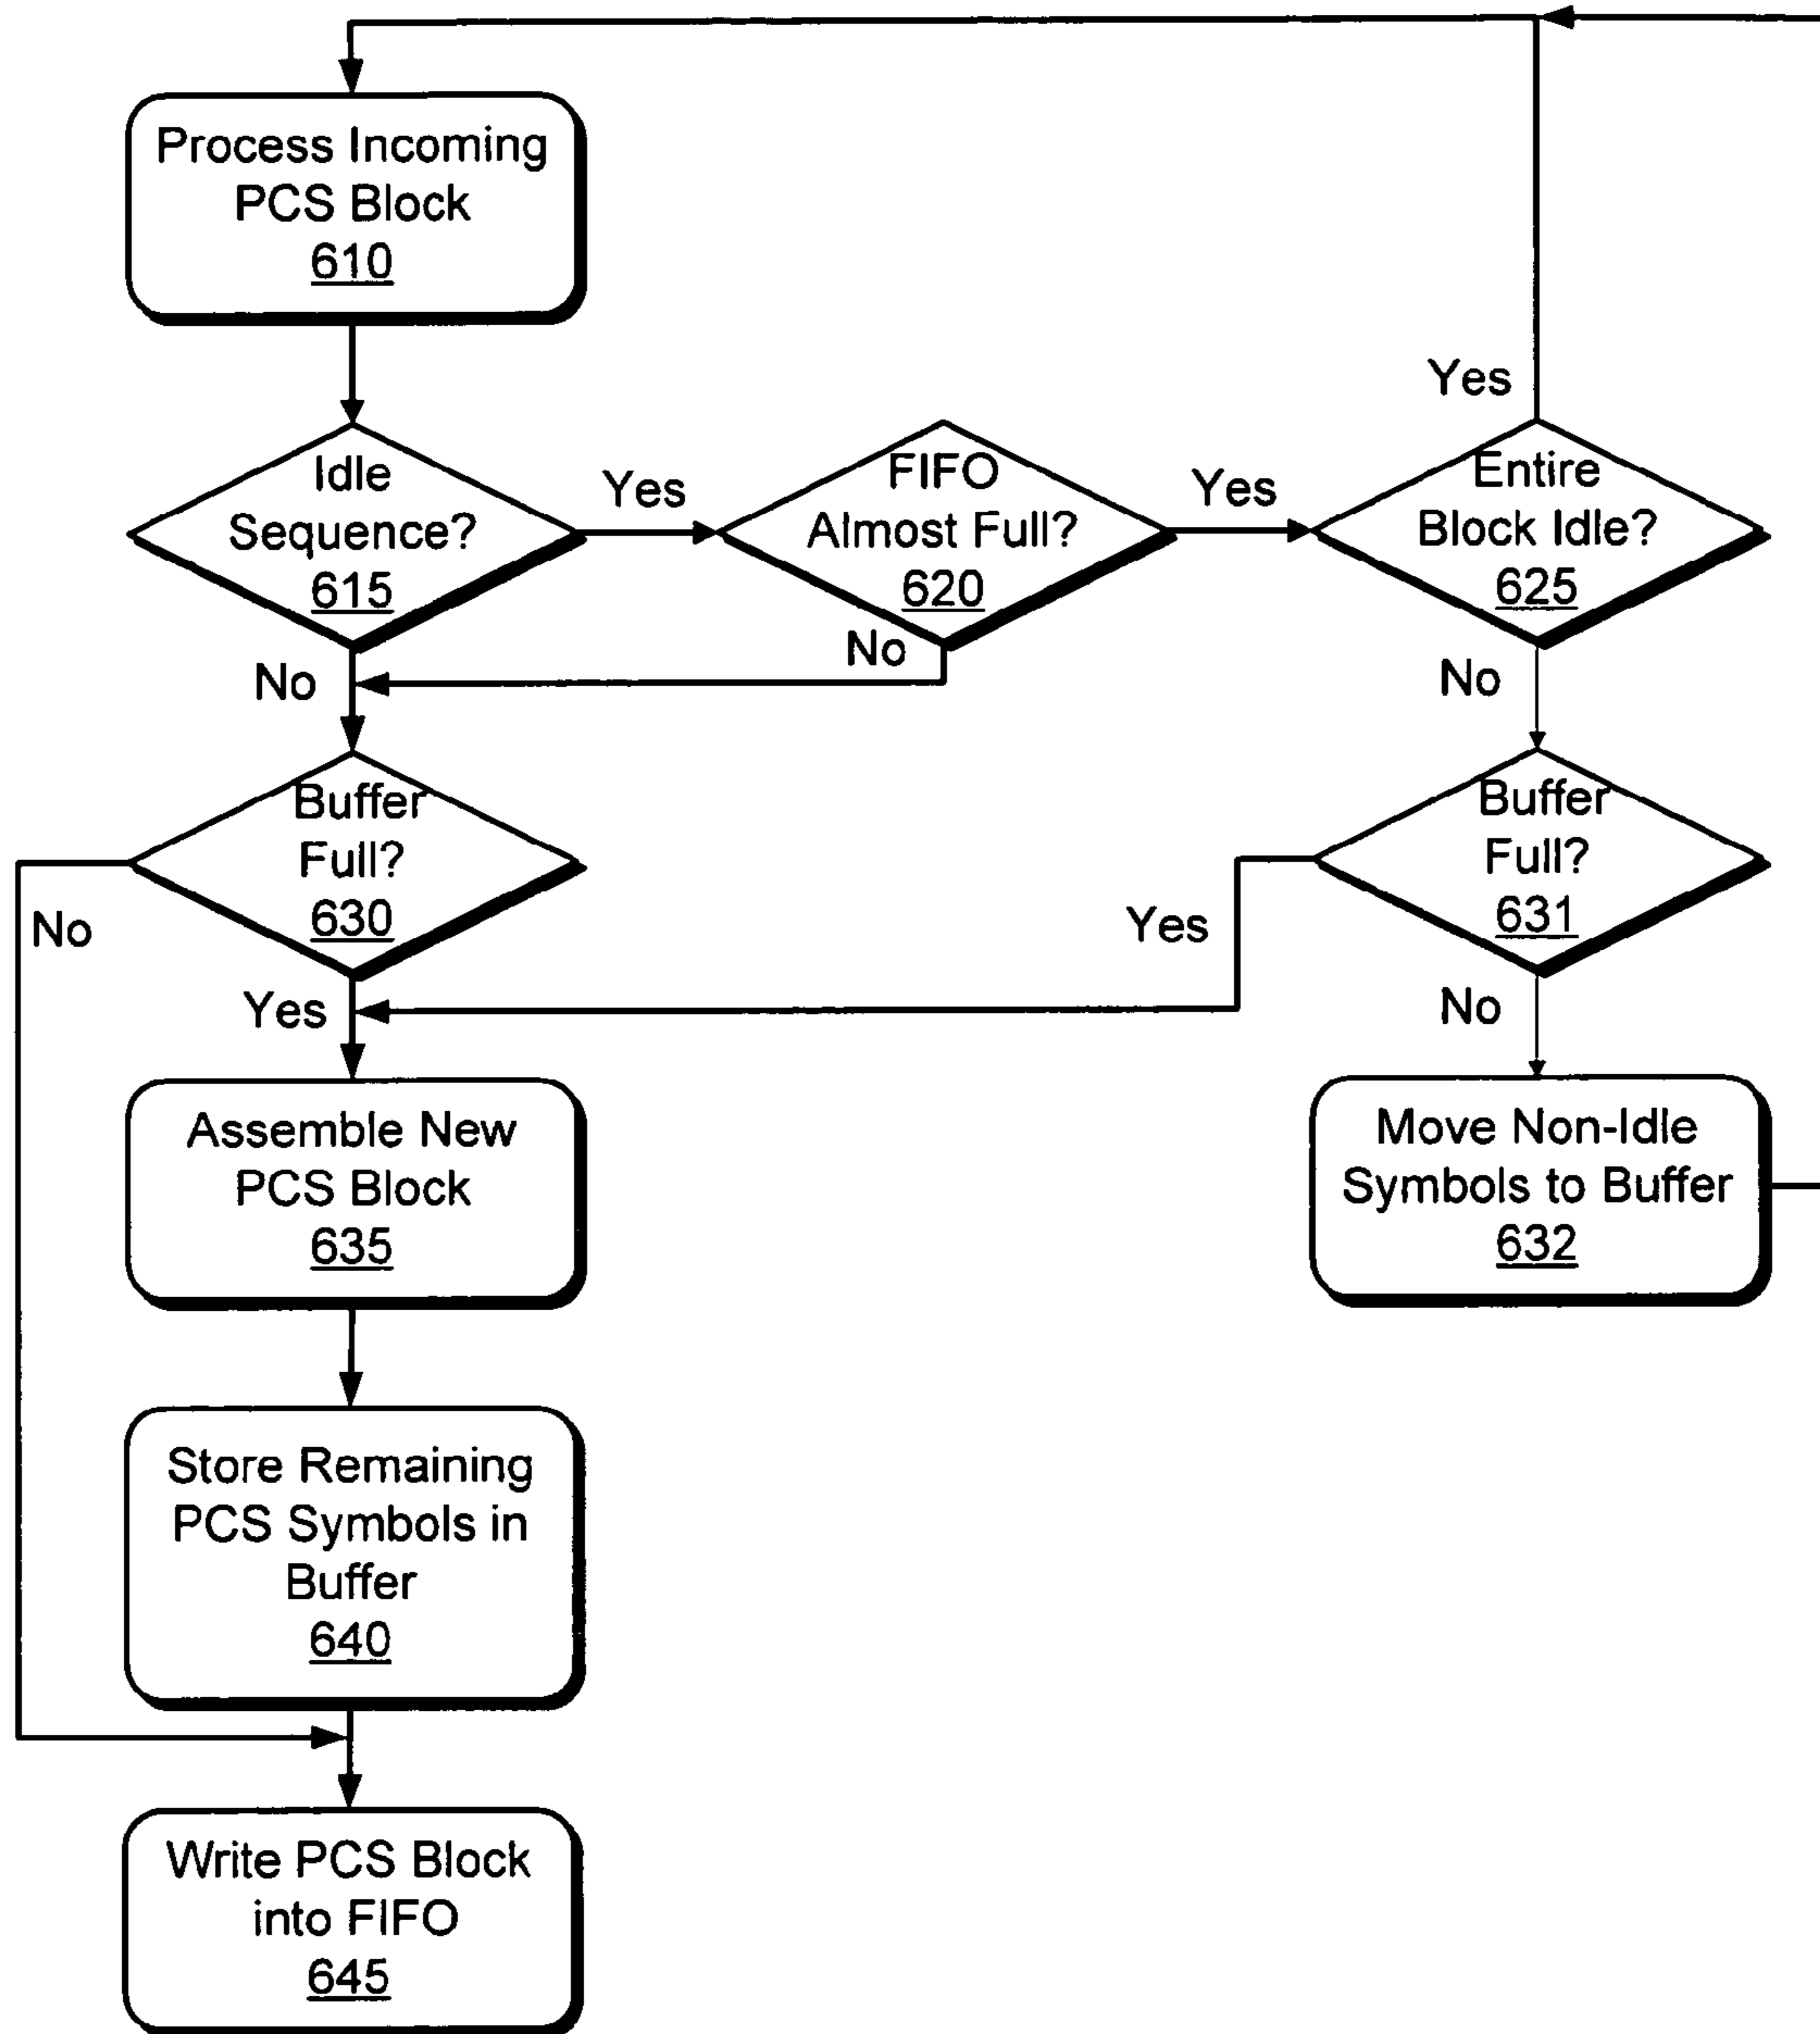 Process Incoming
PCS Block
610
Yes
Idle
Sequence?
615
Yes
FIFO
Almost Full?
620
Yes
Entire
Block Idle?
625
No
No
No
Buffer
Full?
630
Buffer
Full?
631
No
Yes
Yes
No
Assemble New
PCS Block
635
Move Non-Idle
Symbols to Buffer
632
Store Remaining
PCS Symbols in
Buffer
640
Write PCS Block
into FIFO
645